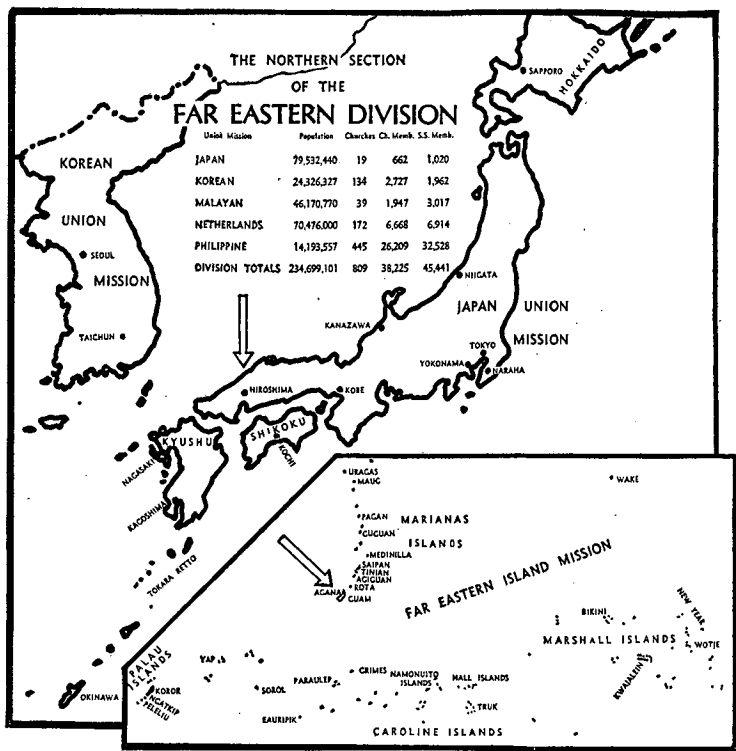 THE NORTHERN SECTION
OF THE
FAR EASTERN DIVISION
Union Mission Population Churches Ch. Memb. S.S. Memb.
JAPAN 79,532,440 19 662 1,020
KOREAN 24,326,327 134 2,727 1,962
MALAYAN 46,170,770 39 1,947 3,017
NETHERLANDS 70,476,000 172 6,668 6,914
PHILIPPINE 14,193,557 445 26,209 32,528
DIVISION TOTALS 234,699,101 809 38,225 45,441
SAPPORO
HOKKAIDO
KOREAN
UNION
MISSION
SEOUL
TAICHUN
NIIGATA
KANAZAWA
JAPAN UNION
MISSION
TOKYO
YOKONAMA
NARAHA
HIROSHIMA
KOBE
KYUSHU
SHIKOKU
KOCHI
NAGASAKI
KAGOSHIMA
TOKARA RETTO
OKINAWA
URAGAS
MAUG
WAKE
PAGAN
MARIANAS
GUGUAN
ISLANDS
MEDINILLA
SAIPAN
TINIAN
AGIGUAN
ROTA
AGANA
GUAM
FAR EASTERN ISLAND MISSION
BIKINI
NEW YEAR
MARSHALL ISLANDS
WOTJE
KWAJALEIN
PALAU
ISLANDS
YAP
KOROR
NGATKIP
PELELIU
SOROL
PARAULEP
GRIMES
NAMONUITO
ISLANDS
HALL ISLANDS
TRUK
EAURIPIK
CAROLINE ISLANDS